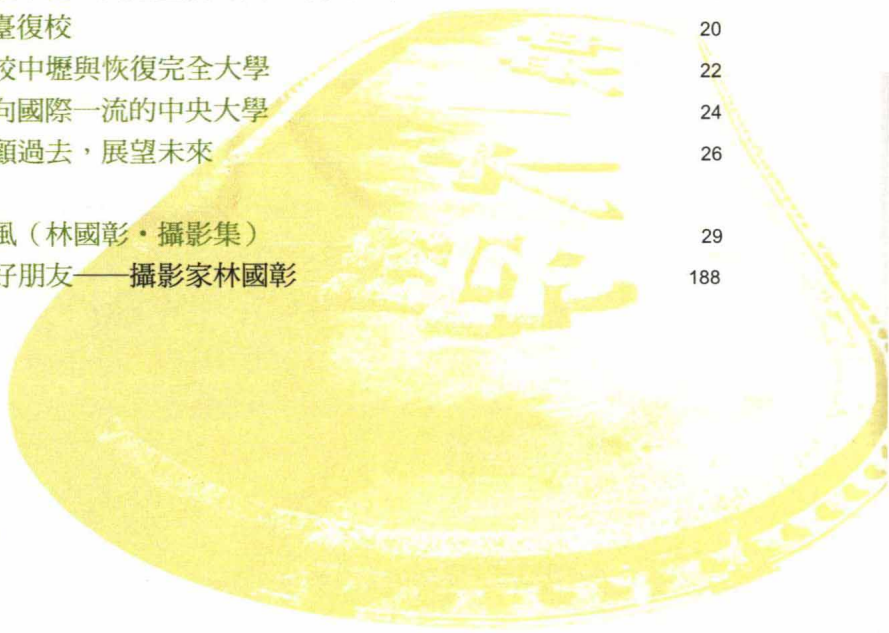 臺復校 20
校中壢與恢復完全大學 22
向國際一流的中央大學 24
顧過去，展望未來 26
風（林國彰・攝影集） 29
好朋友——攝影家林國彰 188